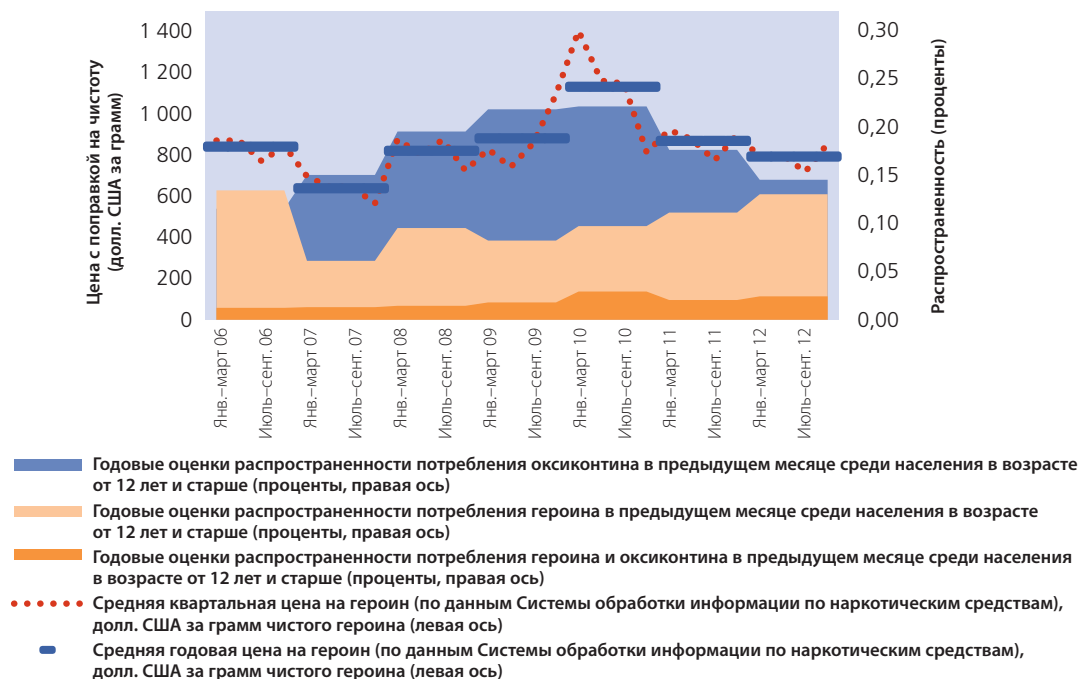 Цена с поправкой на чистоту
(долл. США за грамм)
1 400
1 200
1 000
800
600
400
200
0
0,30
0,25
0,20
0,15
0,10
0,05
0,00
Распространенность (проценты)
Янв.–март 06
Июль–сент. 06
Янв.–март 07
Июль–сент. 07
Янв.–март 08
Июль–сент. 08
Янв.–март 09
Июль–сент. 09
Янв.–март 10
Июль–сент. 10
Янв.–март 11
Июль–сент. 11
Янв.–март 12
Июль–сент. 12
Годовые оценки распространенности потребления оксиконтина в предыдущем месяце среди населения в возрасте
от 12 лет и старше (проценты, правая ось)
Годовые оценки распространенности потребления героина в предыдущем месяце среди населения в возрасте
от 12 лет и старше (проценты, правая ось)
Годовые оценки распространенности потребления героина и оксиконтина в предыдущем месяце среди населения
в возрасте от 12 лет и старше (проценты, правая ось)
Средняя квартальная цена на героин (по данным Системы обработки информации по наркотическим средствам),
долл. США за грамм чистого героина (левая ось)
Средняя годовая цена на героин (по данным Системы обработки информации по наркотическим средствам),
долл. США за грамм чистого героина (левая ось)